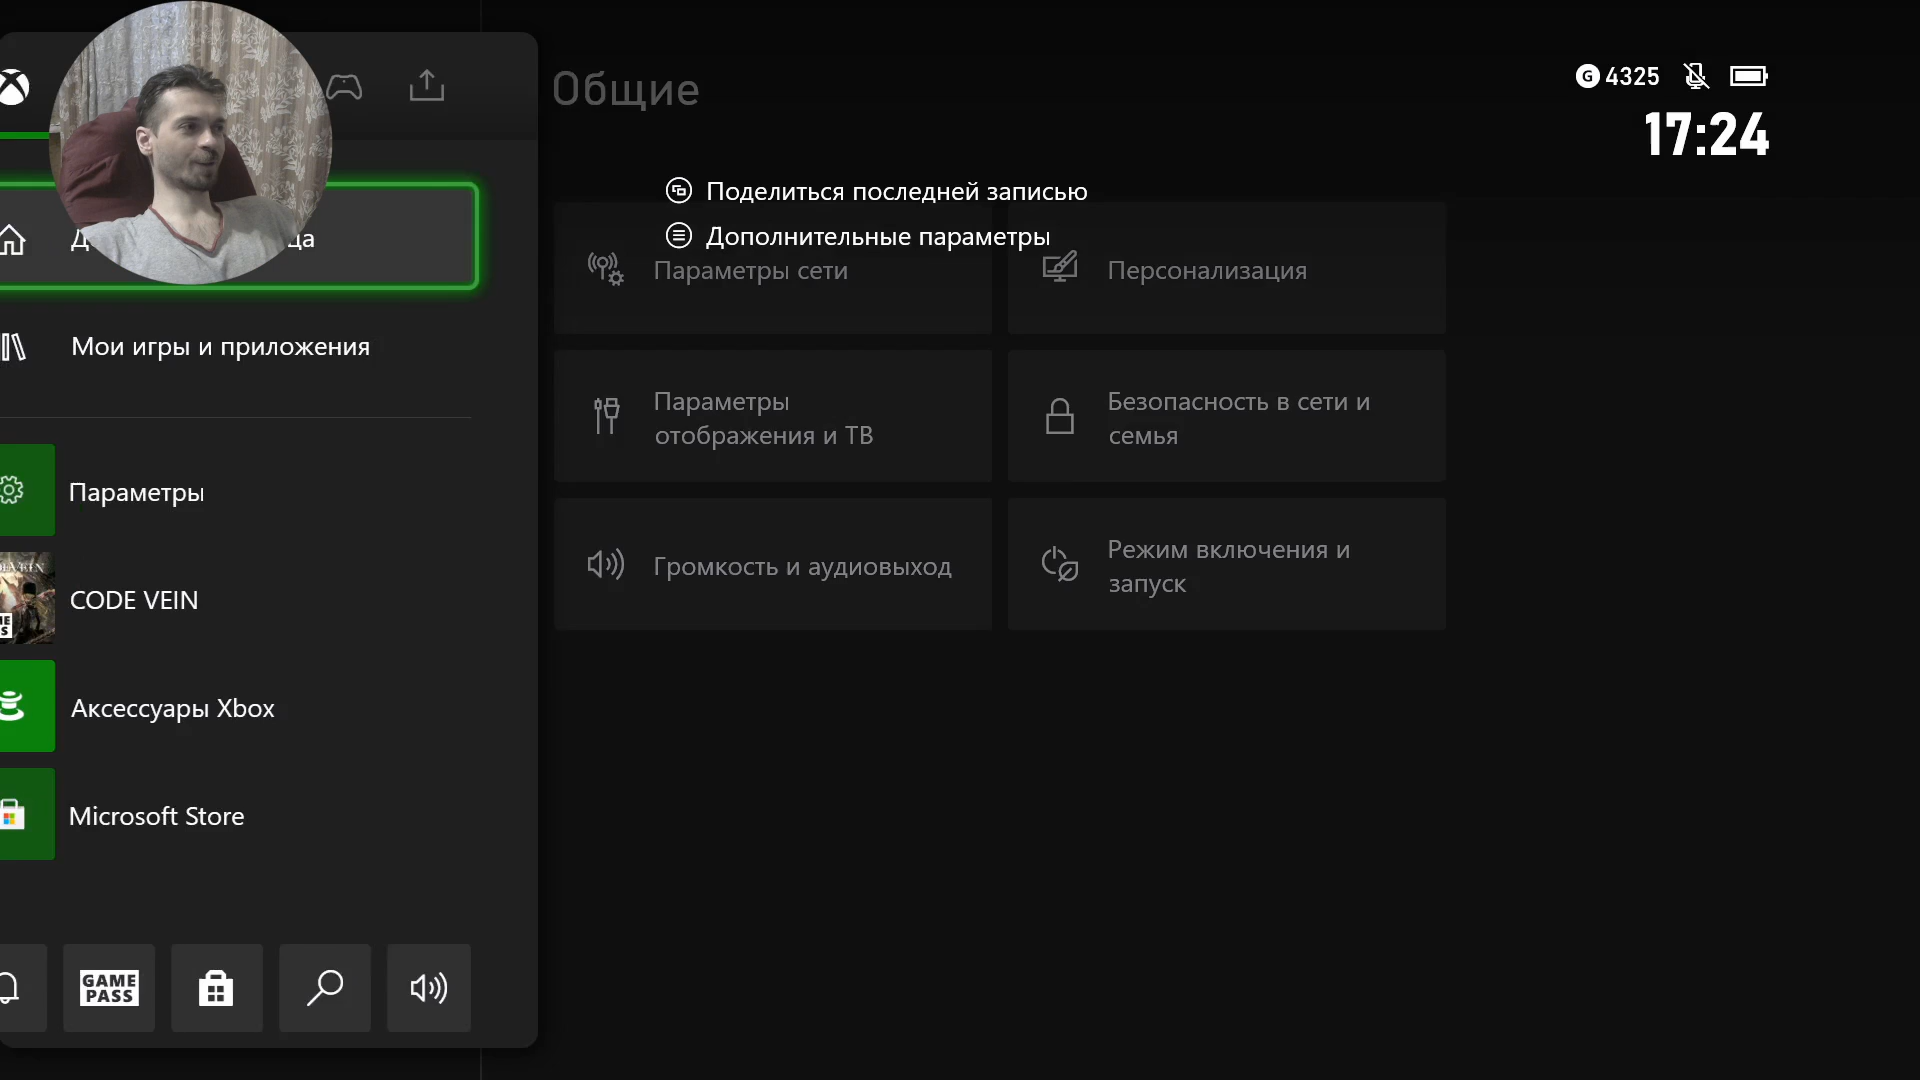 Общие
4325
17:24
Поделиться последней записью
Дополнительные параметры
Параметры сети
Персонализация
Мои игры и приложения
Параметры
отображения и ТВ
Безопасность в сети и
семья
Параметры
Громкость и аудиовыход
Режим включения и
запуск
CODE VEIN
Аксессуары Xbox
Microsoft Store
GAME
PASS